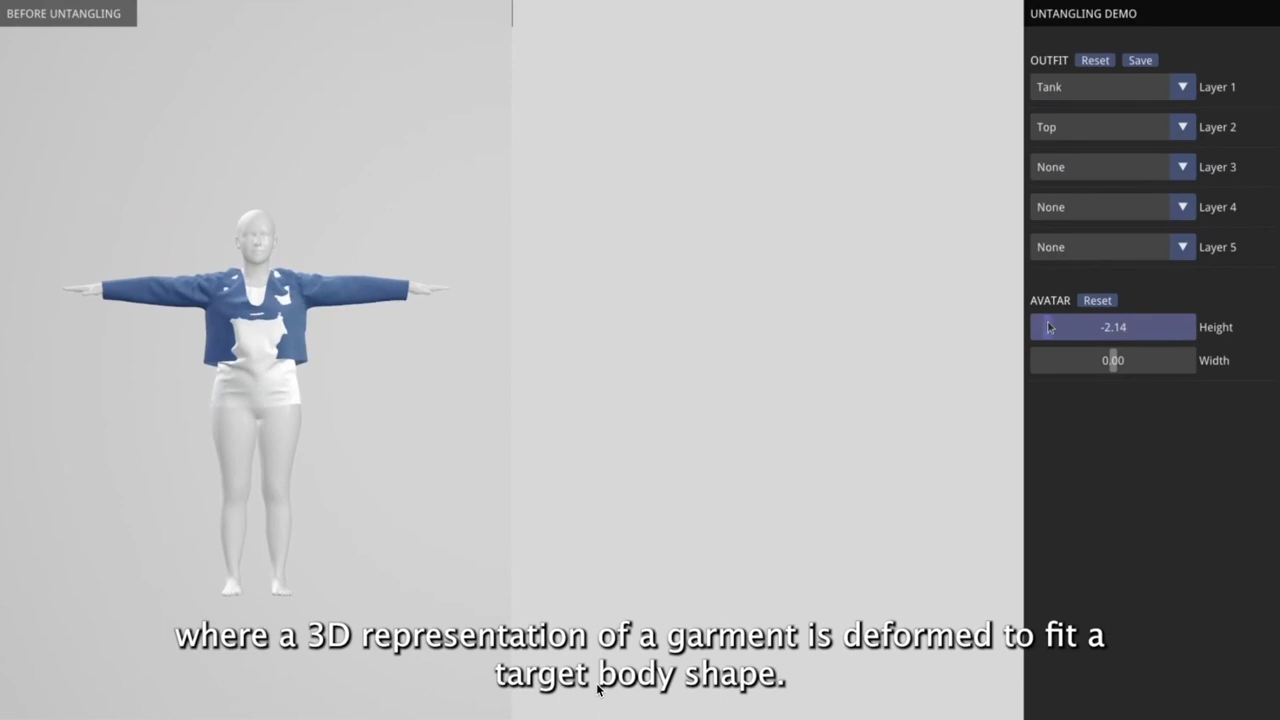 BEFORE UNTANGLING
UNTANGLING DEMO
OUTFIT Reset Save
Tank Layer 1
Top Layer 2
None Layer 3
None Layer 4
None Layer 5
AVATAR Reset
-2.14 Height
0.00 Width
where a 3D representation of a garment is deformed to fit a
target body shape.